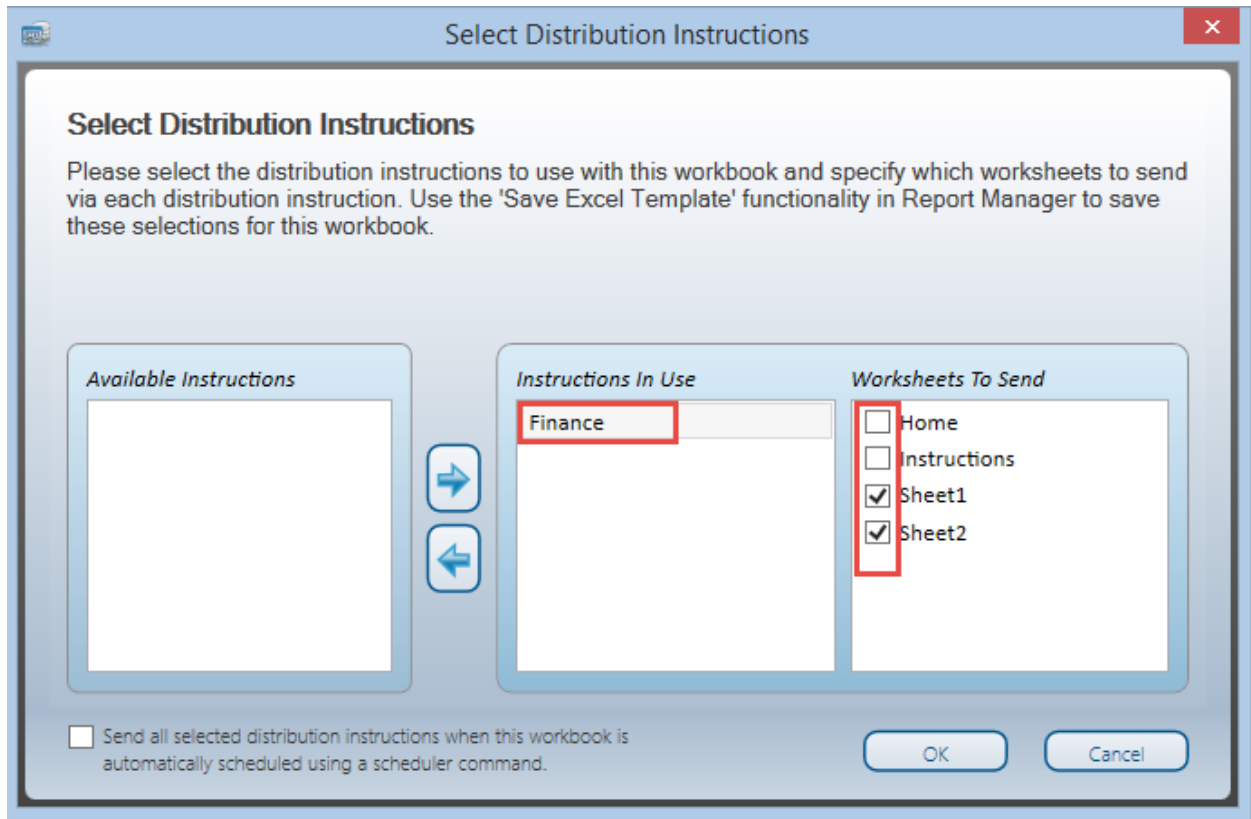 Select Distribution Instructions
Select Distribution Instructions
Please select the distribution instructions to use with this workbook and specify which worksheets to send
via each distribution instruction. Use the 'Save Excel Template' functionality in Report Manager to save
these selections for this workbook.
Available Instructions
Instructions In Use
Finance
Worksheets To Send
Home
Instructions
Sheet1
Sheet2
Send all selected distribution instructions when this workbook is
automatically scheduled using a scheduler command.
OK
Cancel